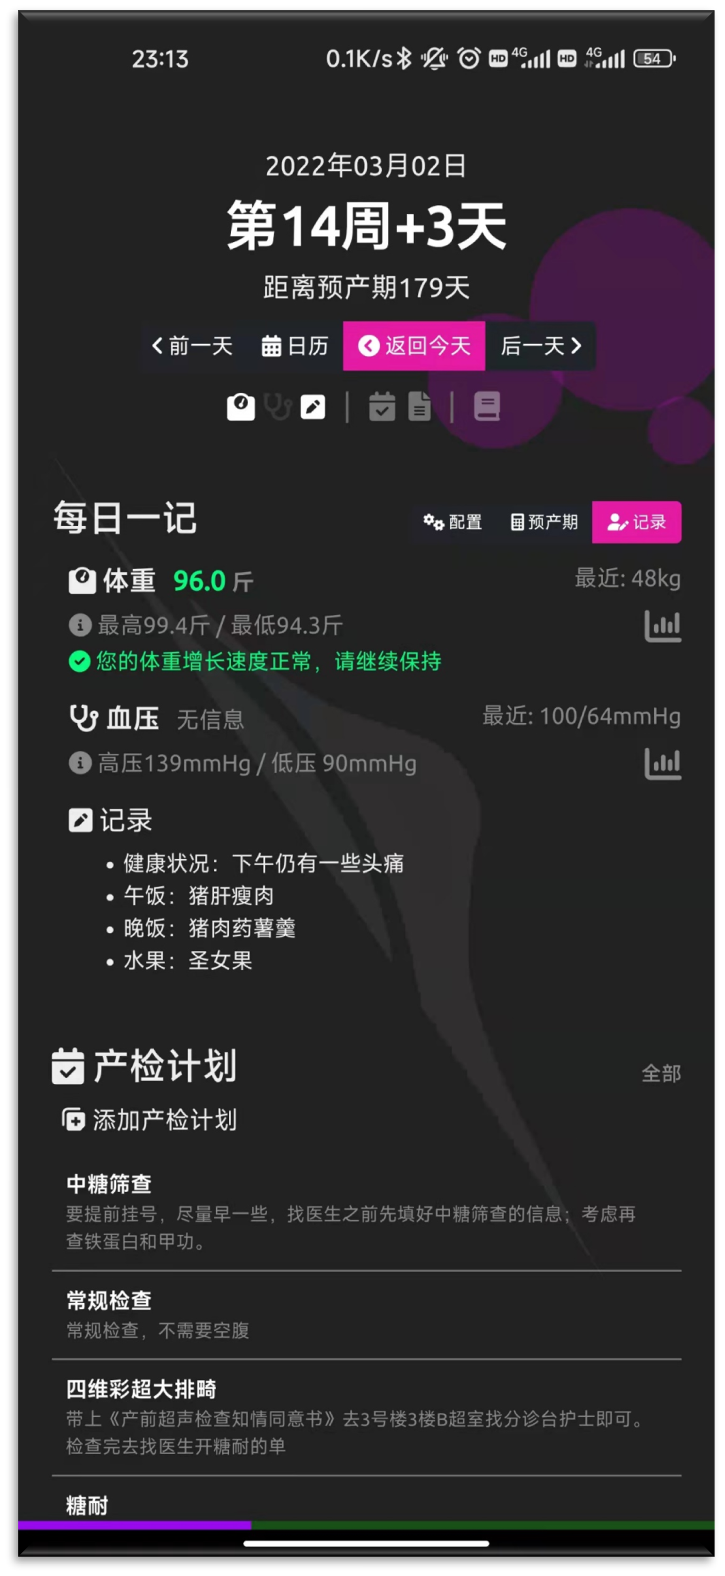 23:13 0.1K/s HD 4G HD 4G 54
2022年03月02日
第14周+3天
距离预产期179天
前一天 日历 返回今天 后一天
每日一记 配置 预产期 记录
体重 96.0 斤 最近: 48kg
最高99.4斤 / 最低94.3斤
您的体重增长速度正常，请继续保持
血压 无信息 最近: 100/64mmHg
高压139mmHg / 低压 90mmHg
记录
• 健康状况：下午仍有一些头痛
• 午饭：猪肝瘦肉
• 晚饭：猪肉药薯羹
• 水果：圣女果
产检计划 全部
添加产检计划
中糖筛查
要提前挂号，尽量早一些，找医生之前先填好中糖筛查的信息；考虑再
查铁蛋白和甲功。
常规检查
常规检查，不需要空腹
四维彩超大排畸
带上《产前超声检查知情同意书》去3号楼3楼B超室找分诊台护士即可。
检查完去找医生开糖耐的单
糖耐